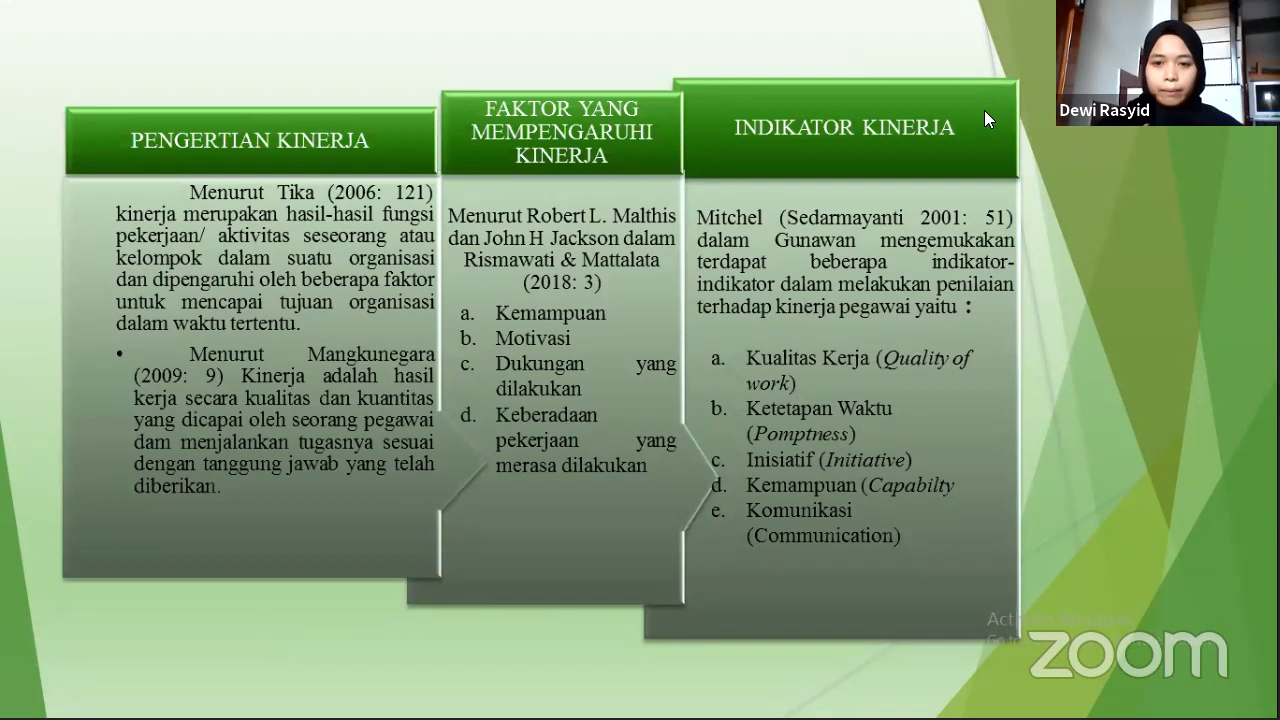 PENGERTIAN KINERJA
Menurut Tika (2006: 121)
kinerja merupakan hasil-hasil fungsi
pekerjaan/ aktivitas seseorang atau
kelompok dalam suatu organisasi
dan dipengaruhi oleh beberapa faktor
untuk mencapai tujuan organisasi
dalam waktu tertentu.
• Menurut Mangkunegara
(2009: 9) Kinerja adalah hasil
kerja secara kualitas dan kuantitas
yang dicapai oleh seorang pegawai
dam menjalankan tugasnya sesuai
dengan tanggung jawab yang telah
diberikan.
FAKTOR YANG
MEMPENGARUHI
KINERJA
Menurut Robert L. Malthis
dan John H Jackson dalam
Rismawati & Mattalata
(2018: 3)
a. Kemampuan
b. Motivasi
c. Dukungan yang
dilakukan
d. Keberadaan
pekerjaan yang
merasa dilakukan
INDIKATOR KINERJA
Mitchel (Sedarmayanti 2001: 51)
dalam Gunawan mengemukakan
terdapat beberapa indikator-
indikator dalam melakukan penilaian
terhadap kinerja pegawai yaitu :
a. Kualitas Kerja (Quality of
work)
b. Ketetapan Waktu
(Pomptness)
c. Inisiatif (Initiative)
d. Kemampuan (Capabilty
e. Komunikasi
(Communication)
Dewi Rasyid
Activate Windows
Go to
zoom